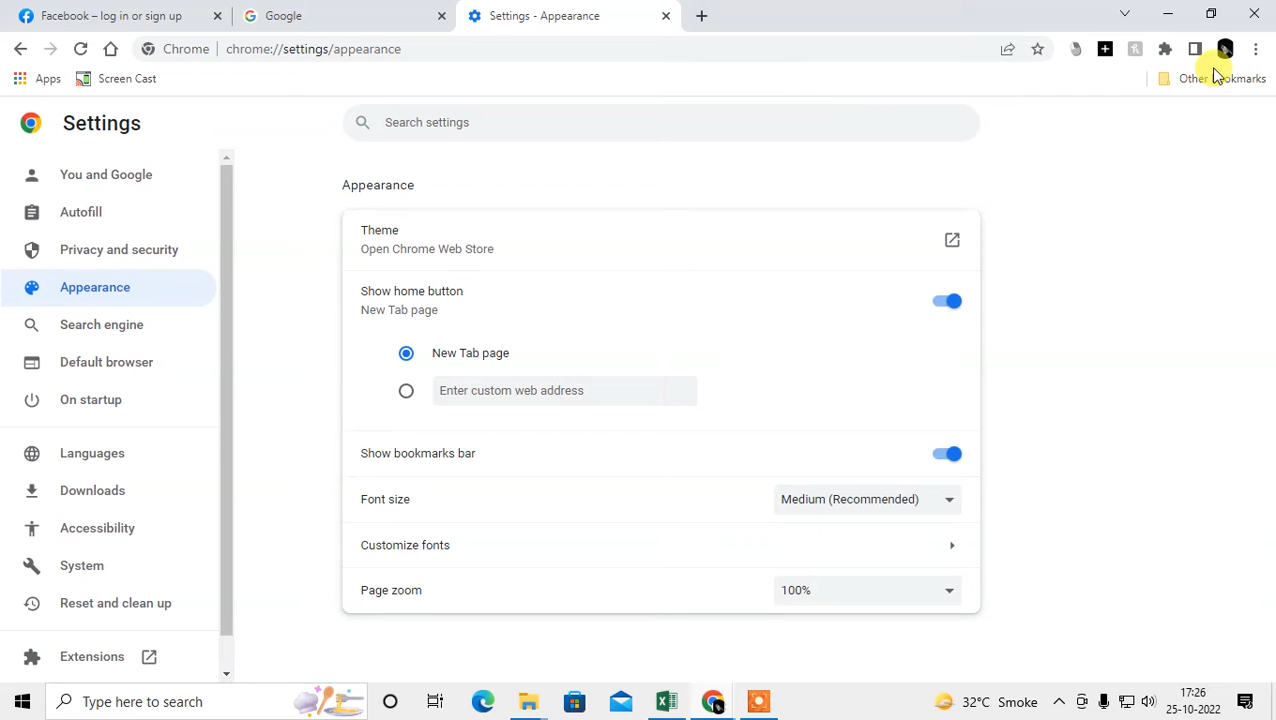 Facebook – log in or sign up
Google
Settings - Appearance
Chrome
chrome://settings/appearance
Apps
Screen Cast
Other bookmarks
Settings
Search settings
You and Google
Autofill
Privacy and security
Appearance
Search engine
Default browser
On startup
Languages
Downloads
Accessibility
System
Reset and clean up
Extensions
Appearance
Theme
Open Chrome Web Store
Show home button
New Tab page
New Tab page
Enter custom web address
Show bookmarks bar
Font size
Medium (Recommended)
Customize fonts
Page zoom
100%
Type here to search
32°C Smoke
17:26
25-10-2022